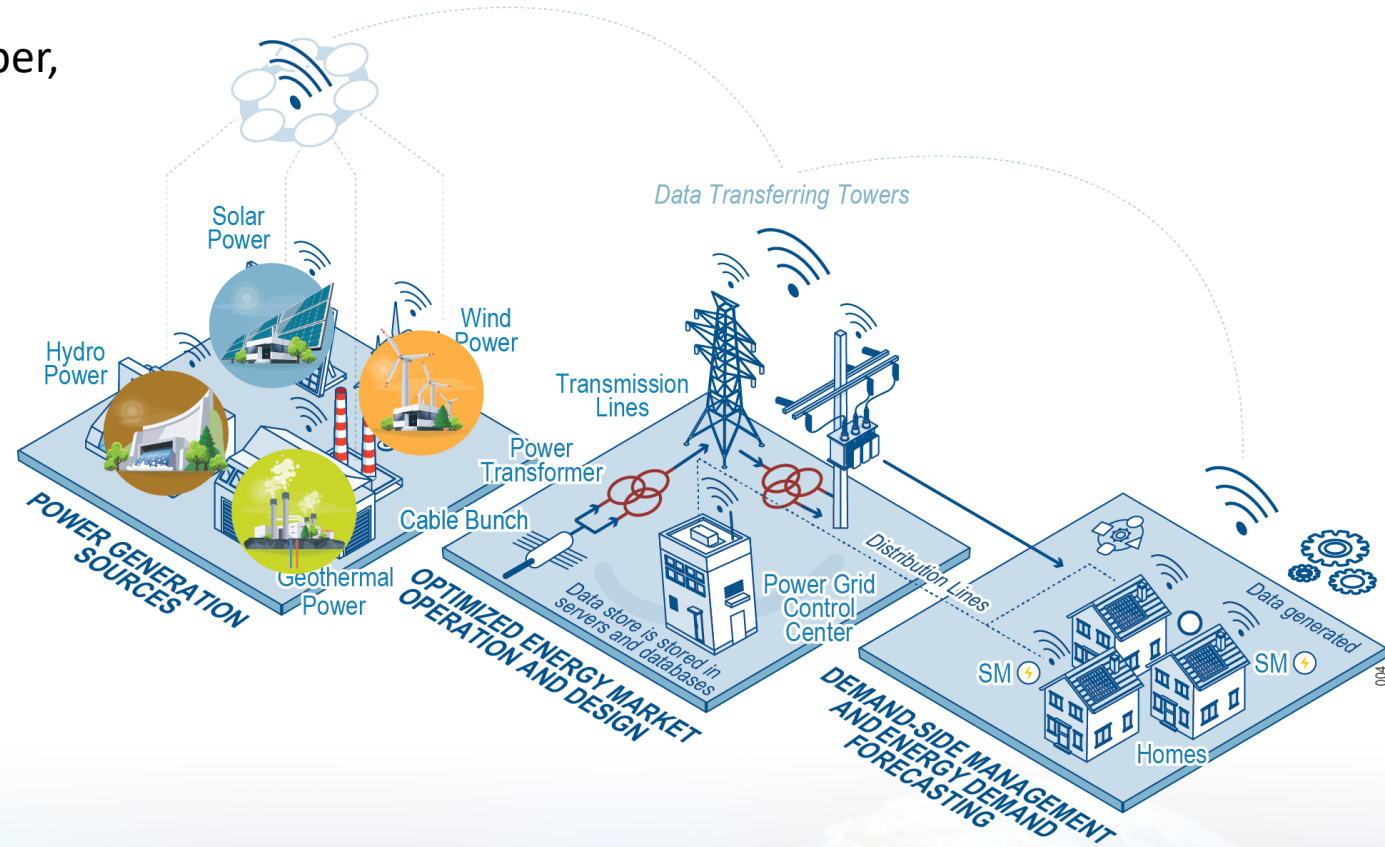 Data Transferring Towers
Solar
Power
Wind
Power
Hydro
Power
Geothermal
Power
POWER GENERATION
SOURCES
Transmission
Lines
Power
Transformer
Cable Bunch
Power Grid
Control
Center
Data store is stored in
servers and databases
OPTIMIZED ENERGY MARKET
OPERATION AND DESIGN
Distribution Lines
Data generated
SM
SM
Homes
DEMAND-SIDE MANAGEMENT
AND ENERGY DEMAND
FORECASTING
004